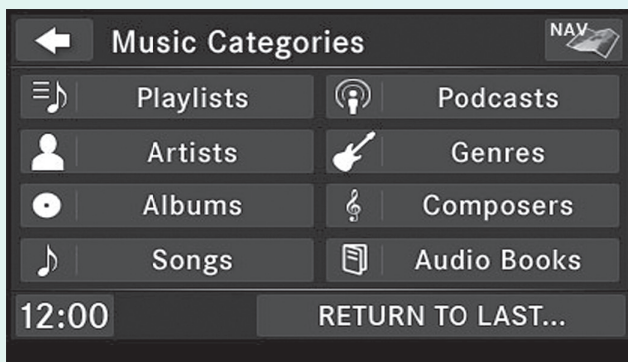 Music Categories
NAV
Playlists
Podcasts
Artists
Genres
Albums
Composers
Songs
Audio Books
12:00
RETURN TO LAST...